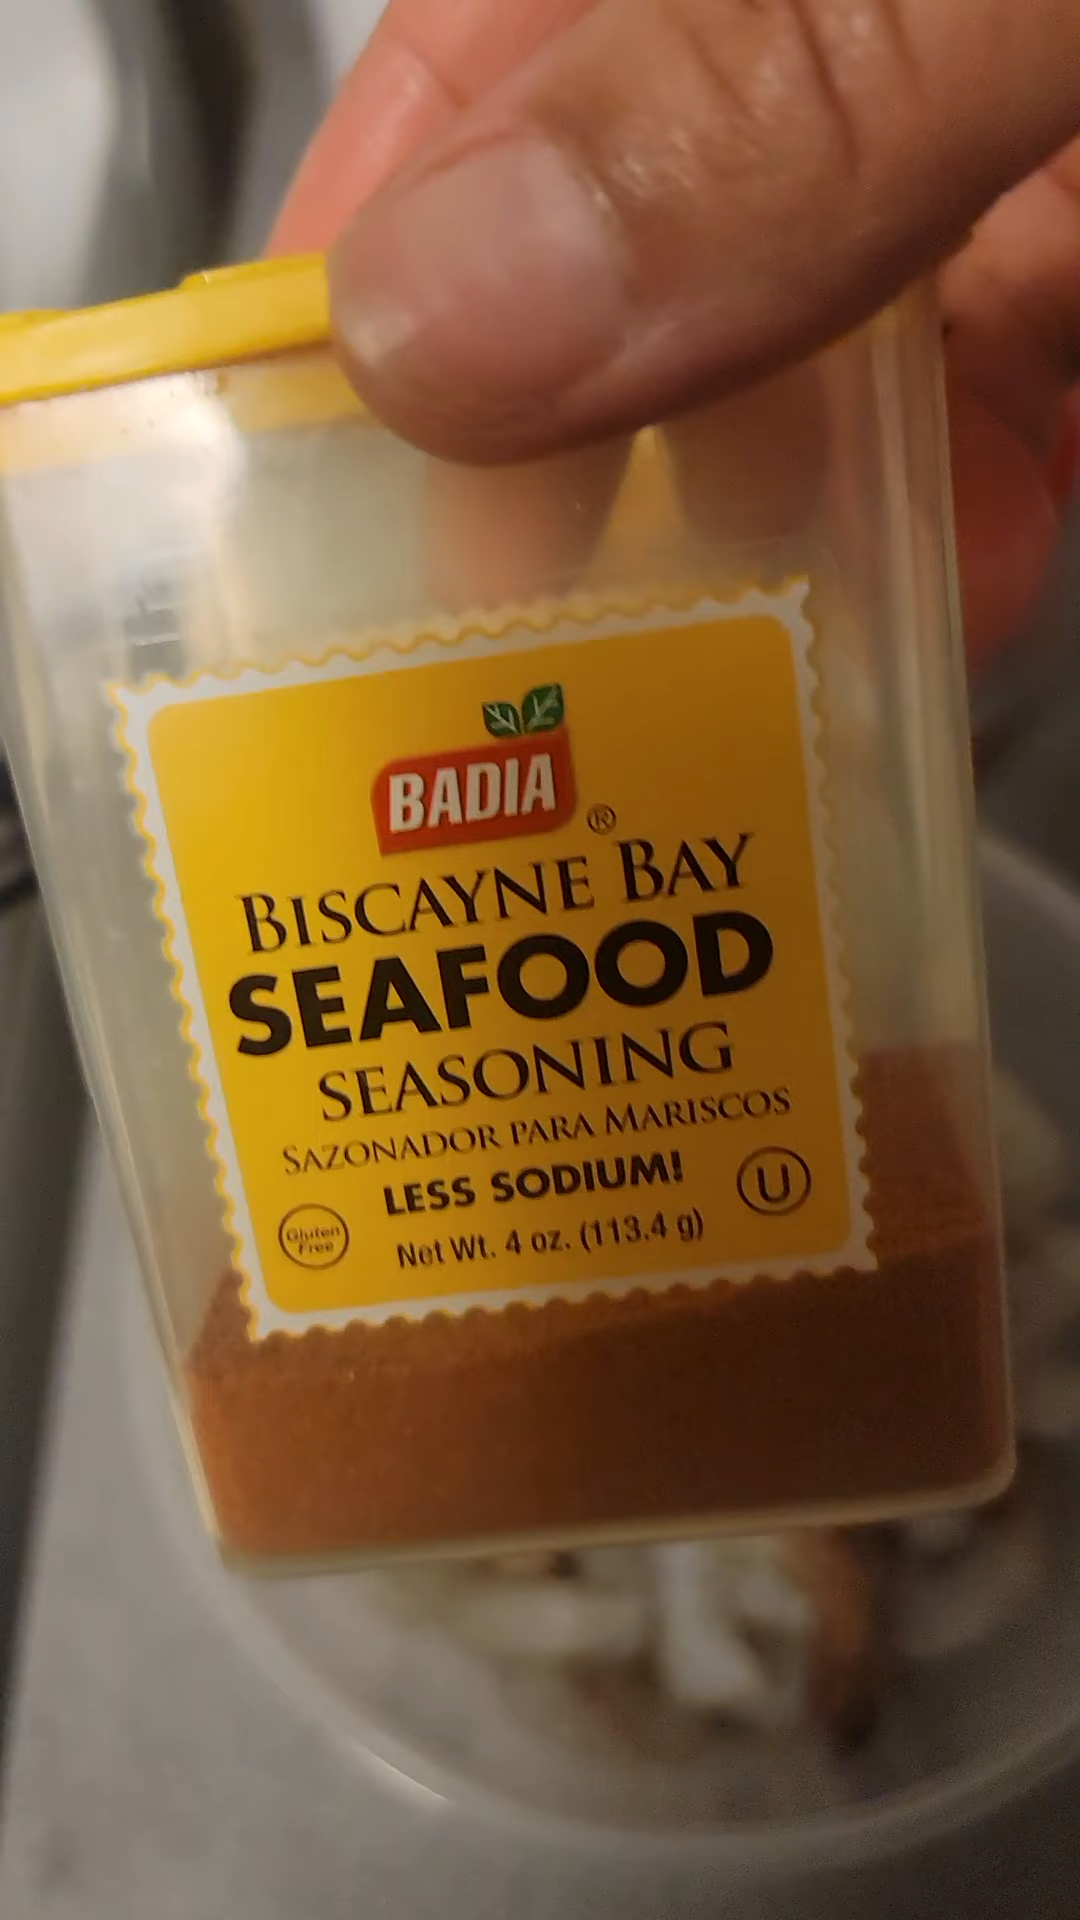 BADIA
®
BISCAYNE BAY
SEAFOOD
SEASONING
SAZONADOR PARA MARISCOS
LESS SODIUM!
Gluten
Free
U
Net Wt. 4 oz. (113.4 g)